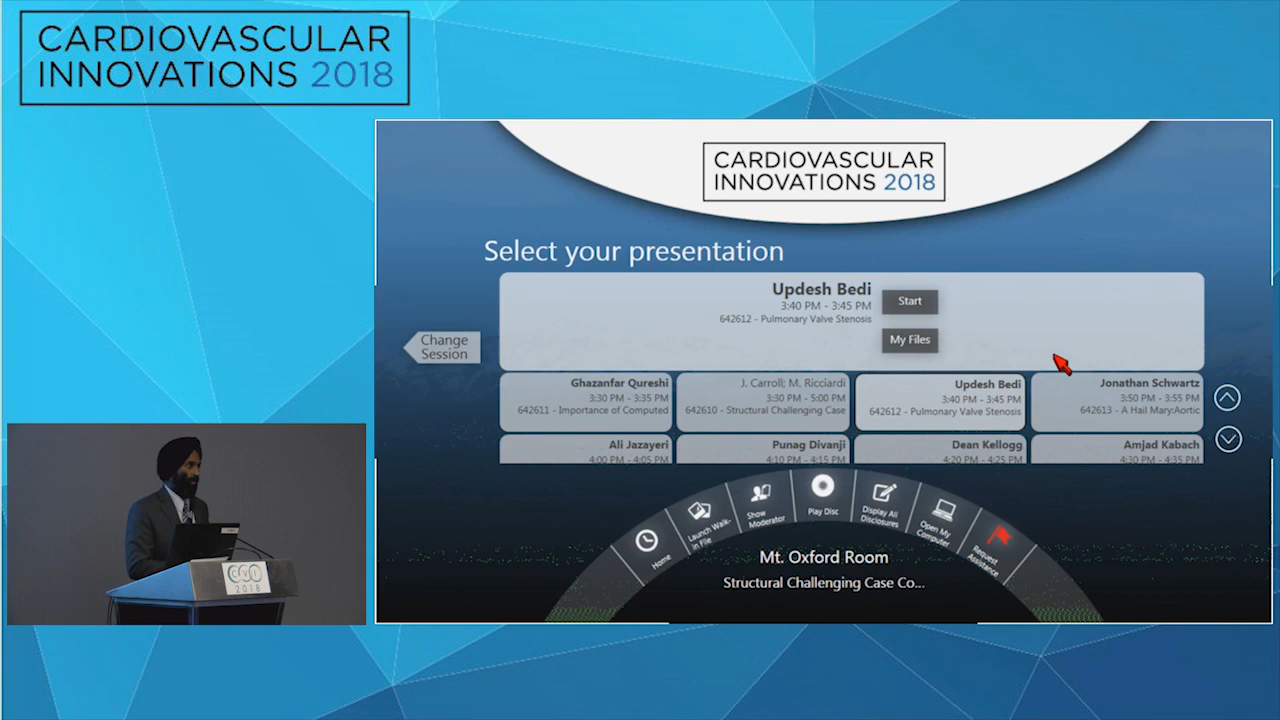 CARDIOVASCULAR
INNOVATIONS 2018
CARDIOVASCULAR
INNOVATIONS 2018
Select your presentation
Updesh Bedi
3:40 PM - 3:45 PM
642612 - Pulmonary Valve Stenosis
Start
My Files
Change
Session
Ghazanfar Qureshi
3:30 PM - 3:35 PM
642611 - Importance of Computed
J. Carroll; M. Ricciardi
3:30 PM - 5:00 PM
642610 - Structural Challenging Case
Updesh Bedi
3:40 PM - 3:45 PM
642612 - Pulmonary Valve Stenosis
Jonathan Schwartz
3:50 PM - 3:55 PM
642613 - A Hail Mary:Aortic
Ali Jazayeri
4:00 PM - 4:05 PM
Punag Divanji
4:10 PM - 4:15 PM
Dean Kellogg
4:20 PM - 4:25 PM
Amjad Kabach
4:30 PM - 4:35 PM
Home
Launch Walk-
in File
Show
Moderator
Play Disc
Display All
Disclosures
Open My
Computer
Request
Assistance
Mt. Oxford Room
Structural Challenging Case Co...
CVI
2018